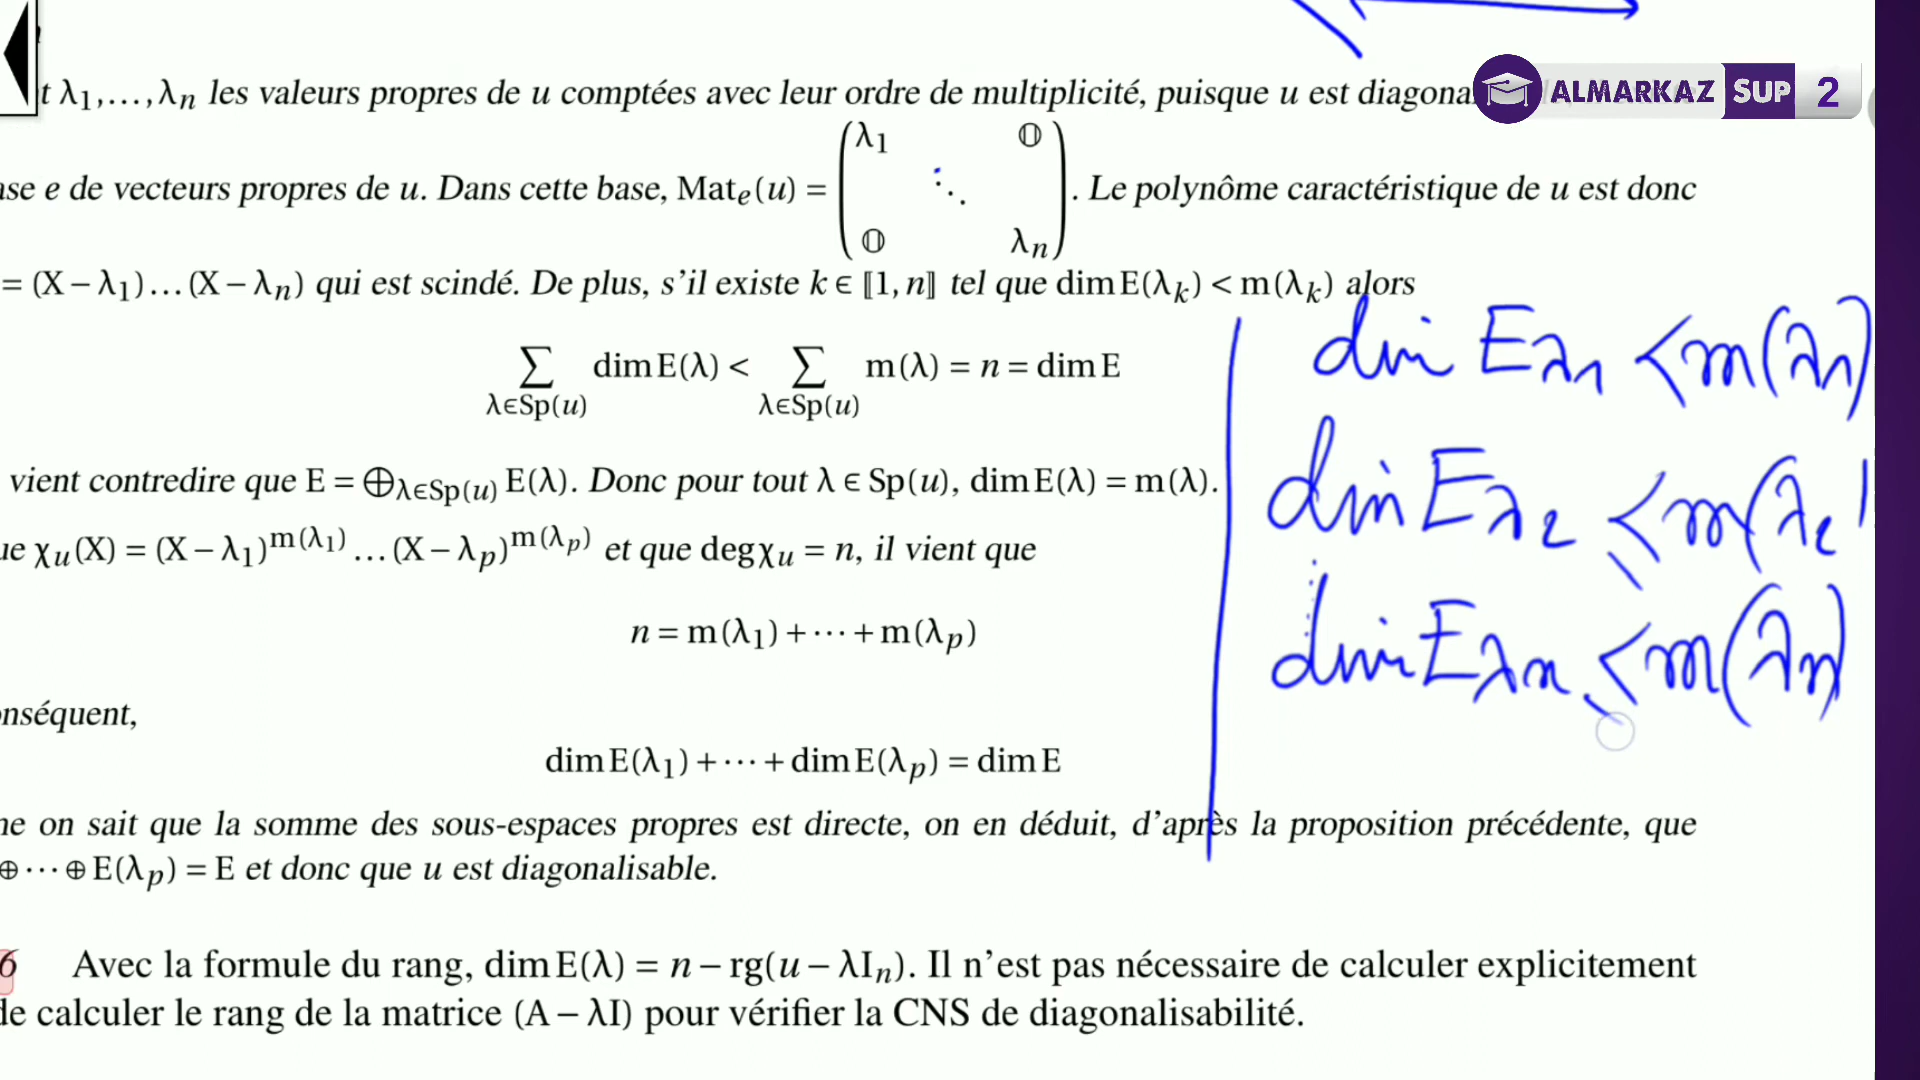 t λ₁,…,λₙ les valeurs propres de u comptées avec leur ordre de multiplicité, puisque u est diagona
ALMARKAZ SUP 2
ase e de vecteurs propres de u. Dans cette base, Matₑ(u) = (λ₁ 𝕆 ⋱ 𝕆 λₙ). Le polynôme caractéristique de u est donc
= (X − λ₁)…(X − λₙ) qui est scindé. De plus, s'il existe k ∈ ⟦1, n⟧ tel que dim E(λₖ) < m(λₖ) alors
∑_{λ∈Sp(u)} dim E(λ) < ∑_{λ∈Sp(u)} m(λ) = n = dim E
vient contredire que E = ⊕_{λ∈Sp(u)} E(λ). Donc pour tout λ ∈ Sp(u), dim E(λ) = m(λ).
ue χᵤ(X) = (X − λ₁)^{m(λ₁)} … (X − λₚ)^{m(λₚ)} et que deg χᵤ = n, il vient que
n = m(λ₁) + ⋯ + m(λₚ)
onséquent,
dim E(λ₁) + ⋯ + dim E(λₚ) = dim E
ne on sait que la somme des sous-espaces propres est directe, on en déduit, d'après la proposition précédente, que
⊕ ⋯ ⊕ E(λₚ) = E et donc que u est diagonalisable.
6 Avec la formule du rang, dim E(λ) = n − rg(u − λIₙ). Il n'est pas nécessaire de calculer explicitement
de calculer le rang de la matrice (A − λI) pour vérifier la CNS de diagonalisabilité.
dim Eλ₁ ⩽ m(λ₁)
dim Eλ₂ ⩽ m(λ₂)
dim Eλₙ ⩽ m(λₙ)